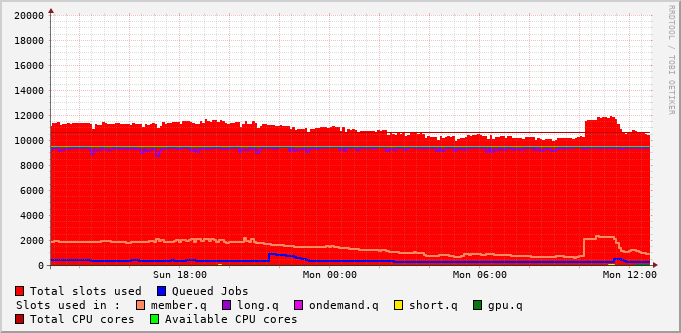 20000
18000
16000
14000
12000
10000
8000
6000
4000
2000
0
Sun 18:00 Mon 00:00 Mon 06:00 Mon 12:00
Total slots used Queued Jobs
Slots used in : member.q long.q ondemand.q short.q gpu.q
Total CPU cores Available CPU cores
RRDTOOL / TOBI OETIKER